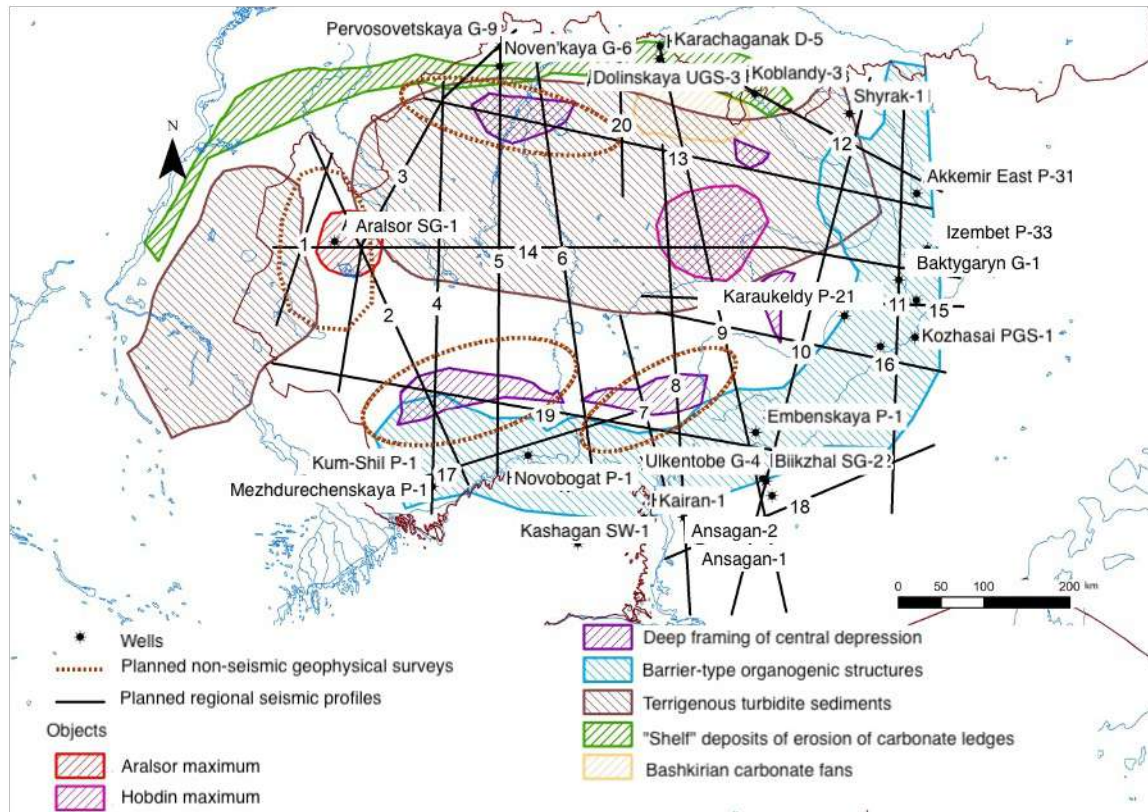 Pervosovetskaya G-9
Karachaganak D-5
Noven'kaya G-6
Dolinskaya UGS-3
Koblandy-3
Shyrak-1
N
20
12
13
3
Akkemir East P-31
Aralsor SG-1
Izembet P-33
1
14
5
6
Baktygaryn G-1
2
4
Karaukeldy P-21
11
15
9
10
Kozhasai PGS-1
16
8
19
7
Embenskaya P-1
Kum-Shil P-1
17
Novobogat P-1
Ulkentobe G-4
Biikzhal SG-2
Mezhdurechenskaya P-1
Kairan-1
18
Kashagan SW-1
Ansagan-2
Ansagan-1
0 50 100 200 km
Wells
Planned non-seismic geophysical surveys
Planned regional seismic profiles
Objects
Aralsor maximum
Hobdin maximum
Deep framing of central depression
Barrier-type organogenic structures
Terrigenous turbidite sediments
"Shelf" deposits of erosion of carbonate ledges
Bashkirian carbonate fans